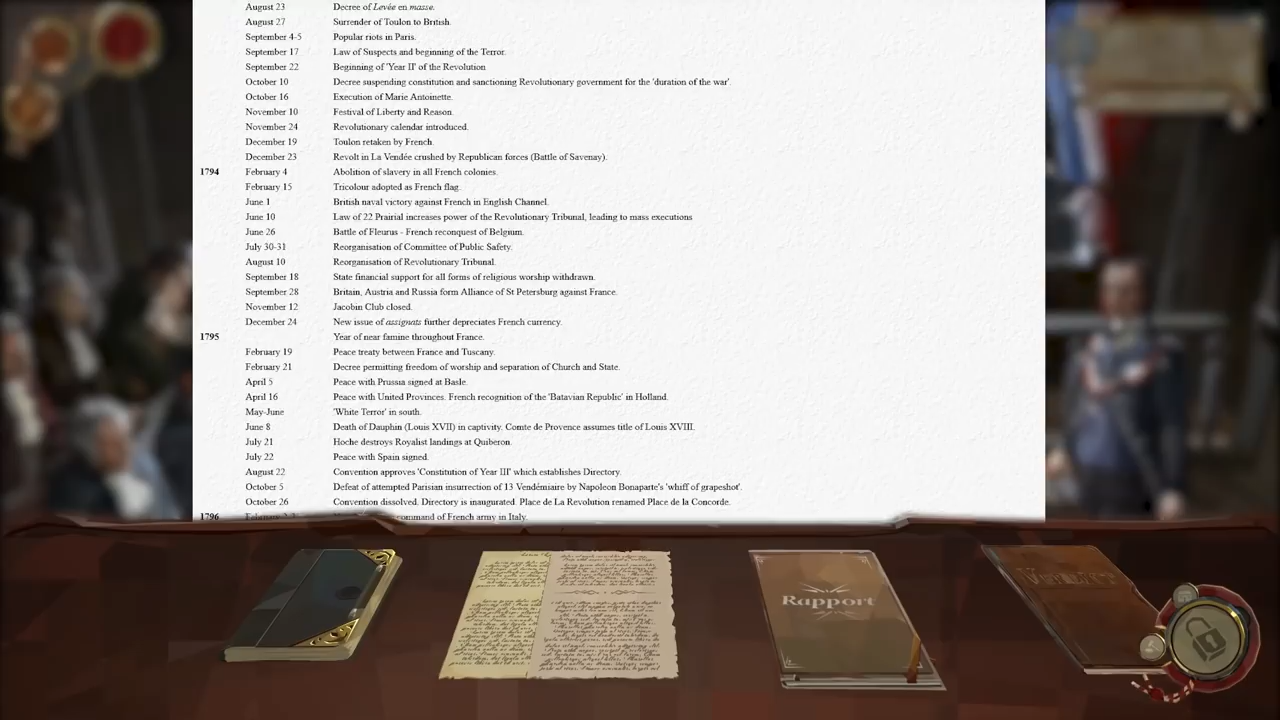 August 23 Decree of Levée en masse.
August 27 Surrender of Toulon to British.
September 4-5 Popular riots in Paris.
September 17 Law of Suspects and beginning of the Terror.
September 22 Beginning of 'Year II' of the Revolution
October 10 Decree suspending constitution and sanctioning Revolutionary government for the 'duration of the war'.
October 16 Execution of Marie Antoinette.
November 10 Festival of Liberty and Reason.
November 24 Revolutionary calendar introduced.
December 19 Toulon retaken by French.
December 23 Revolt in La Vendée crushed by Republican forces (Battle of Savenay).
1794 February 4 Abolition of slavery in all French colonies.
February 15 Tricolour adopted as French flag.
June 1 British naval victory against French in English Channel.
June 10 Law of 22 Prairial increases power of the Revolutionary Tribunal, leading to mass executions
June 26 Battle of Fleurus - French reconquest of Belgium.
July 30-31 Reorganisation of Committee of Public Safety.
August 10 Reorganisation of Revolutionary Tribunal.
September 18 State financial support for all forms of religious worship withdrawn.
September 28 Britain, Austria and Russia form Alliance of St Petersburg against France.
November 12 Jacobin Club closed.
December 24 New issue of assignats further depreciates French currency.
1795 Year of near famine throughout France.
February 19 Peace treaty between France and Tuscany.
February 21 Decree permitting freedom of worship and separation of Church and State.
April 5 Peace with Prussia signed at Basle.
April 16 Peace with United Provinces. French recognition of the 'Batavian Republic' in Holland.
May-June 'White Terror' in south.
June 8 Death of Dauphin (Louis XVII) in captivity. Comte de Provence assumes title of Louis XVIII.
July 21 Hoche destroys Royalist landings at Quiberon.
July 22 Peace with Spain signed.
August 22 Convention approves 'Constitution of Year III' which establishes Directory.
October 5 Defeat of attempted Parisian insurrection of 13 Vendémiaire by Napoleon Bonaparte's 'whiff of grapeshot'.
October 26 Convention dissolved. Directory is inaugurated. Place de La Revolution renamed Place de la Concorde.
1796 command of French army in Italy.
Rapport